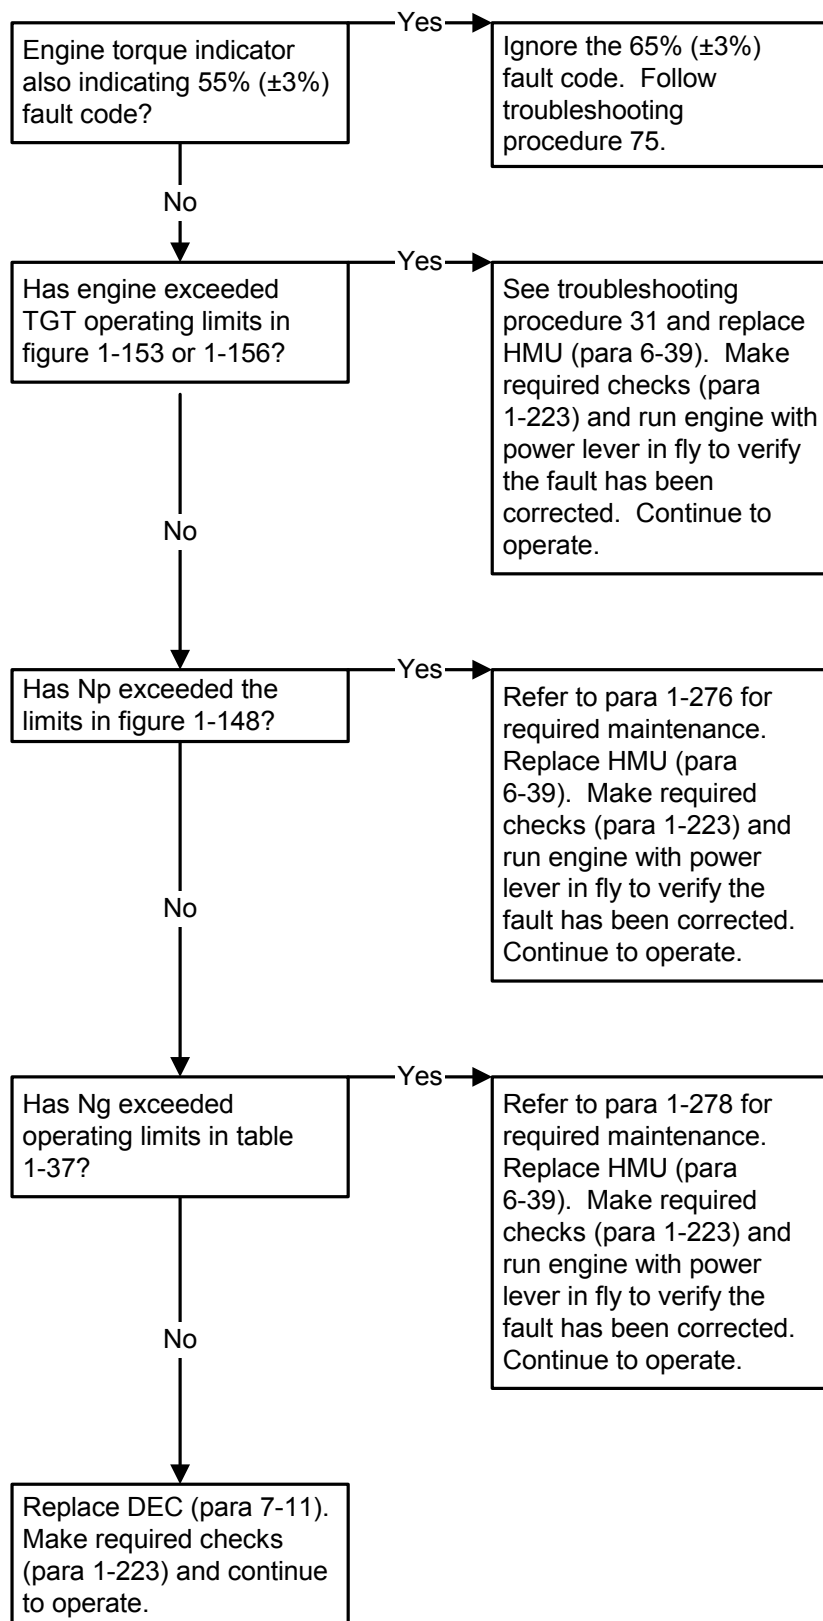 Engine torque indicator
also indicating 55% (±3%)
fault code?
Yes
Ignore the 65% (±3%)
fault code. Follow
troubleshooting
procedure 75.
No
Has engine exceeded
TGT operating limits in
figure 1-153 or 1-156?
Yes
See troubleshooting
procedure 31 and replace
HMU (para 6-39). Make
required checks (para
1-223) and run engine with
power lever in fly to verify
the fault has been
corrected. Continue to
operate.
No
Has Np exceeded the
limits in figure 1-148?
Yes
Refer to para 1-276 for
required maintenance.
Replace HMU (para
6-39). Make required
checks (para 1-223) and
run engine with power
lever in fly to verify the
fault has been corrected.
Continue to operate.
No
Has Ng exceeded
operating limits in table
1-37?
Yes
Refer to para 1-278 for
required maintenance.
Replace HMU (para
6-39). Make required
checks (para 1-223) and
run engine with power
lever in fly to verify the
fault has been corrected.
Continue to operate.
No
Replace DEC (para 7-11).
Make required checks
(para 1-223) and continue
to operate.